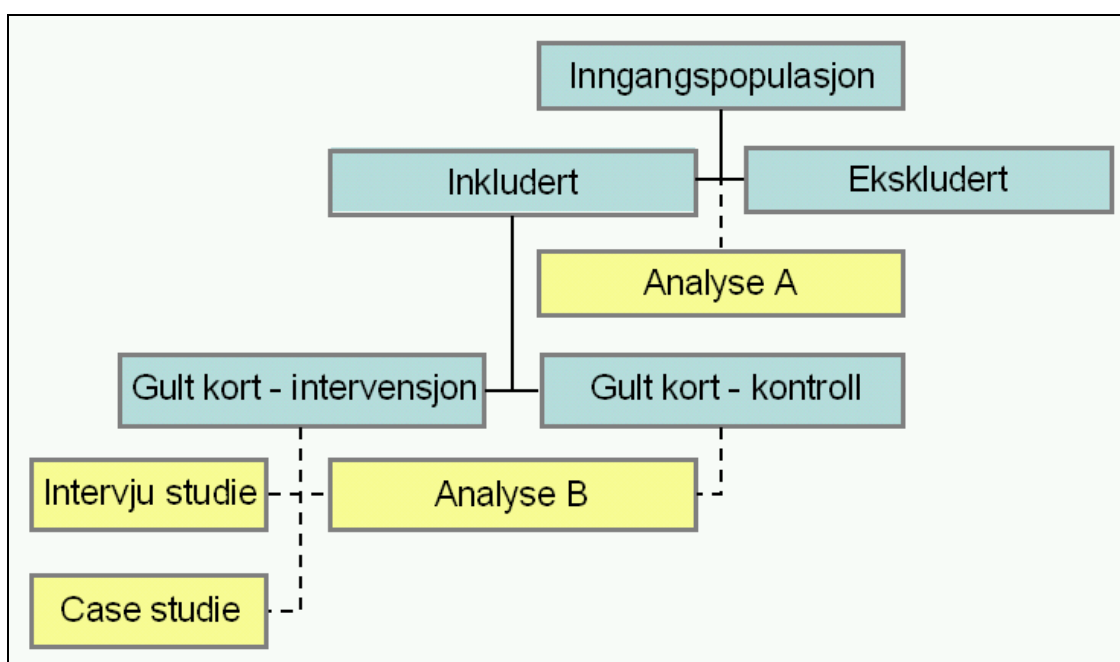 Inngangspopulasjon
Inkludert
Ekskludert
Analyse A
Gult kort - intervensjon
Gult kort - kontroll
Intervju studie
Analyse B
Case studie